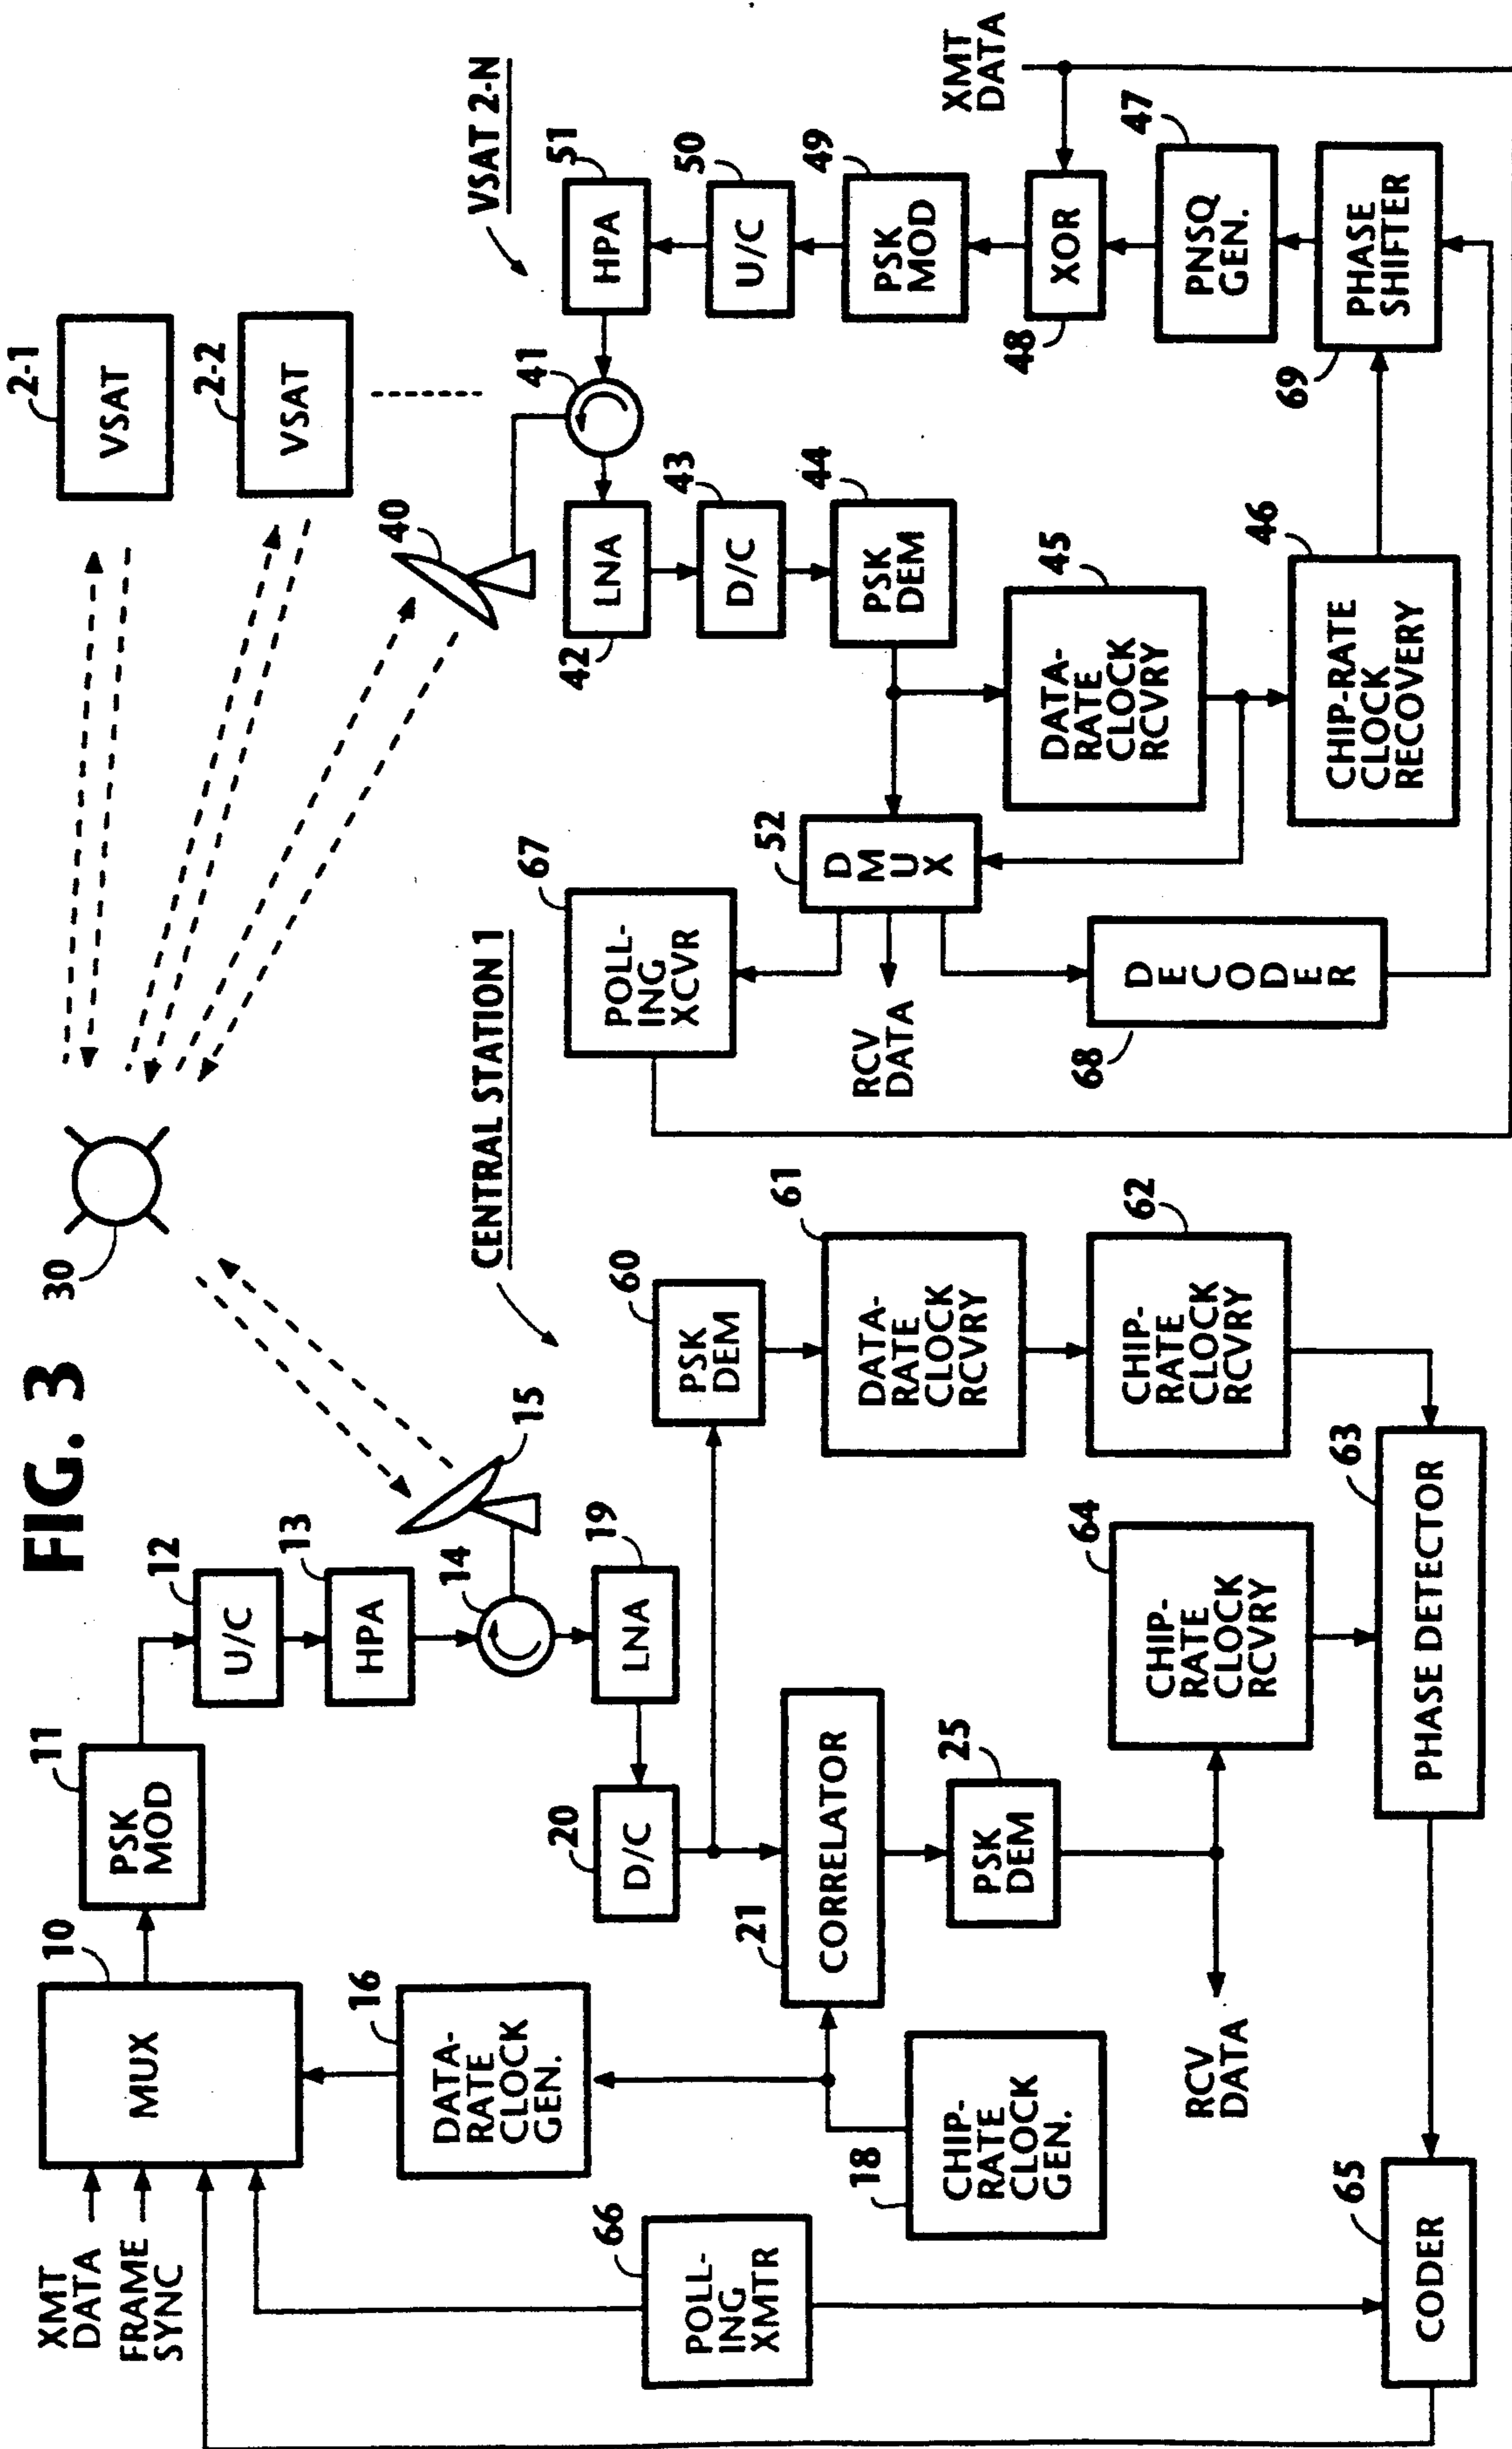 FIG. 3
30
2-1
VSAT
2-2
VSAT
XMT
DATA
FRAME
SYNC
10
MUX
11
PSK
MOD
12
U/C
13
HPA
14
15
16
DATA-
RATE
CLOCK
GEN.
18
CHIP-
RATE
CLOCK
GEN.
19
LNA
20
D/C
21
CORRELATOR
25
PSK
DEM
RCV
DATA
CENTRAL STATION 1
60
PSK
DEM
61
DATA-
RATE
CLOCK
RCVRY
62
CHIP-
RATE
CLOCK
RCVRY
64
CHIP-
RATE
CLOCK
RCVRY
63
PHASE DETECTOR
65
CODER
66
POLL-
ING
XMTR
VSAT 2-N
40
41
42
LNA
43
D/C
44
PSK
DEM
45
DATA-
RATE
CLOCK
RCVRY
46
CHIP-RATE
CLOCK
RECOVERY
52
DMUX
67
POLL-
ING
XCVR
RCV
DATA
68
DECODER
69
PHASE
SHIFTER
47
PNSQ
GEN.
48
XOR
XMT
DATA
49
PSK
MOD
50
U/C
51
HPA